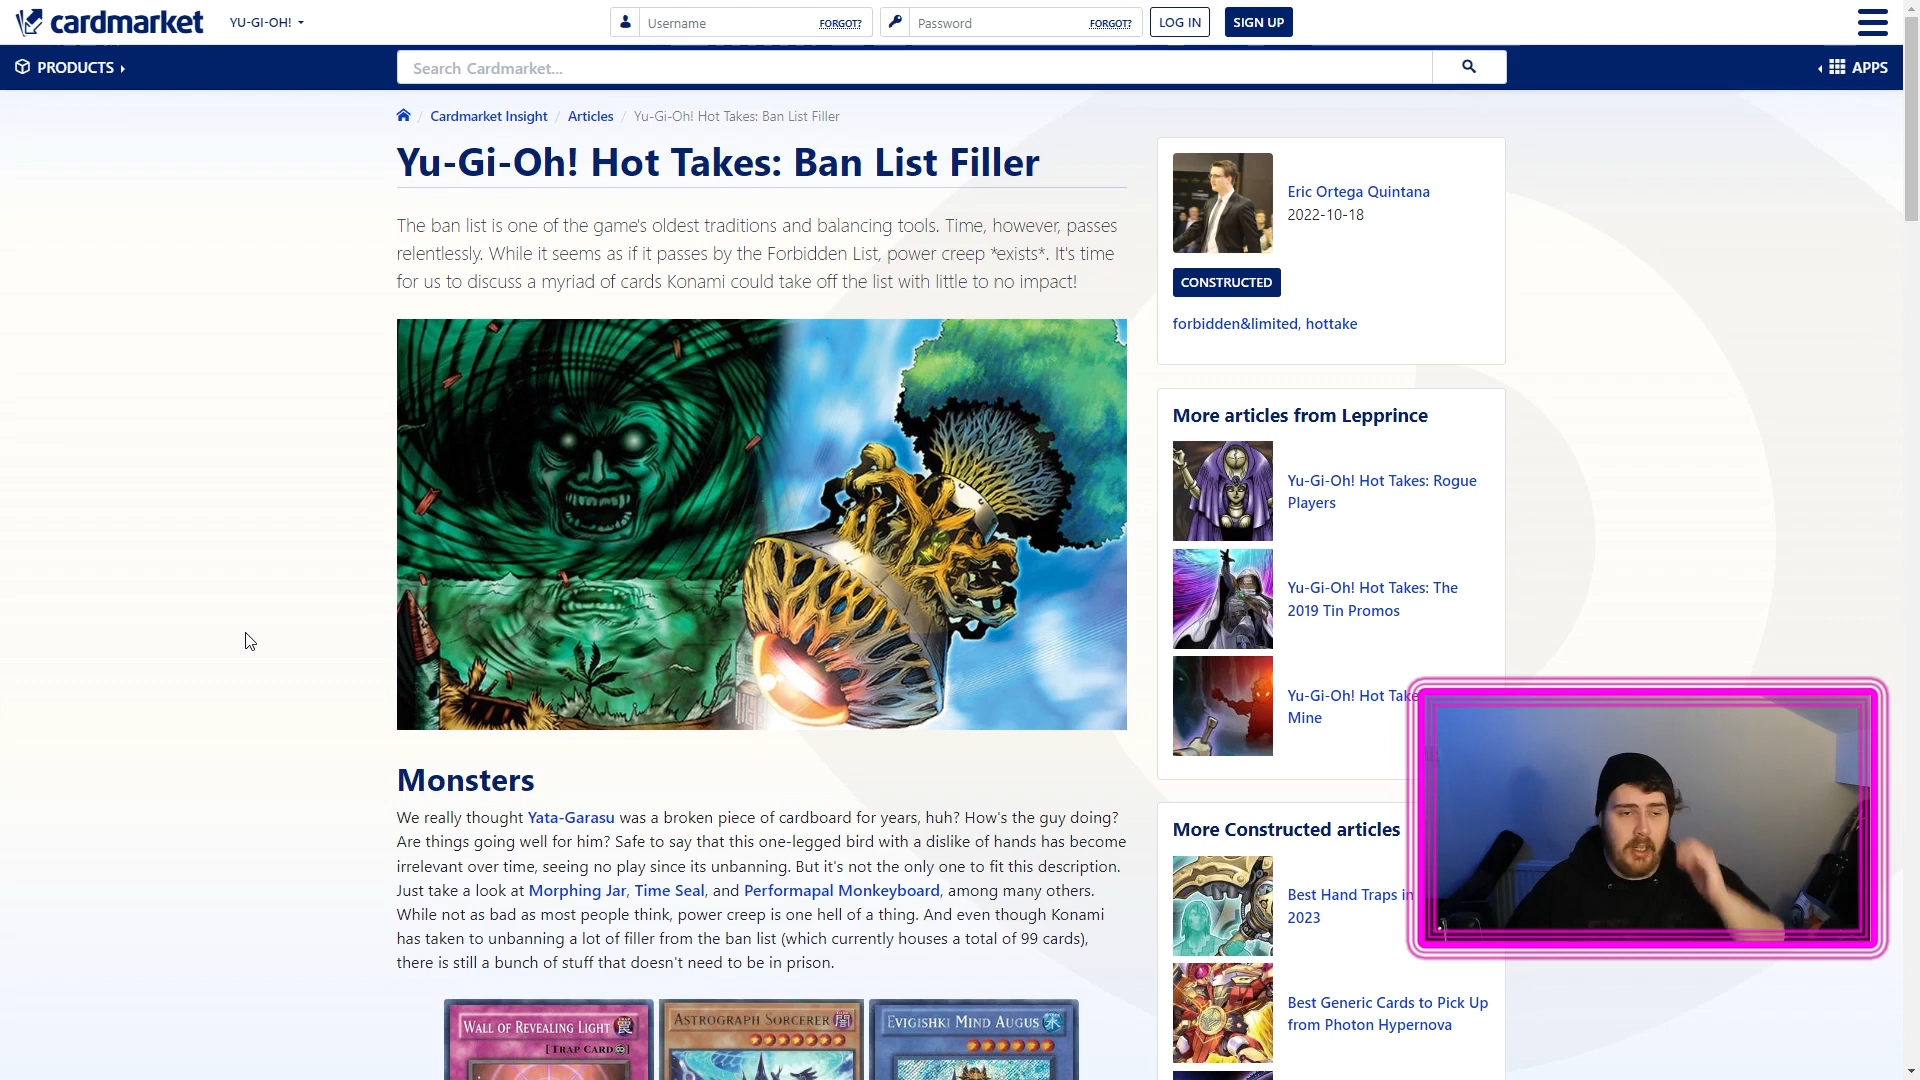 cardmarket
YU-GI-OH!
Username
FORGOT?
Password
FORGOT?
LOG IN
SIGN UP
PRODUCTS
Search Cardmarket...
APPS
/ Cardmarket Insight / Articles / Yu-Gi-Oh! Hot Takes: Ban List Filler
Yu-Gi-Oh! Hot Takes: Ban List Filler
The ban list is one of the game's oldest traditions and balancing tools. Time, however, passes
relentlessly. While it seems as if it passes by the Forbidden List, power creep *exists*. It's time
for us to discuss a myriad of cards Konami could take off the list with little to no impact!
Monsters
We really thought Yata-Garasu was a broken piece of cardboard for years, huh? How's the guy doing?
Are things going well for him? Safe to say that this one-legged bird with a dislike of hands has become
irrelevant over time, seeing no play since its unbanning. But it's not the only one to fit this description.
Just take a look at Morphing Jar, Time Seal, and Performapal Monkeyboard, among many others.
While not as bad as most people think, power creep is one hell of a thing. And even though Konami
has taken to unbanning a lot of filler from the ban list (which currently houses a total of 99 cards),
there is still a bunch of stuff that doesn't need to be in prison.
WALL OF REVEALING LIGHT 罠
[TRAP CARD]
ASTROGRAPH SORCERER 闇
EVIGISHKI MIND AUGUS 水
Eric Ortega Quintana
2022-10-18
CONSTRUCTED
forbidden&limited, hottake
More articles from Lepprince
Yu-Gi-Oh! Hot Takes: Rogue
Players
Yu-Gi-Oh! Hot Takes: The
2019 Tin Promos
Yu-Gi-Oh! Hot Take
Mine
More Constructed articles
Best Hand Traps in
2023
Best Generic Cards to Pick Up
from Photon Hypernova